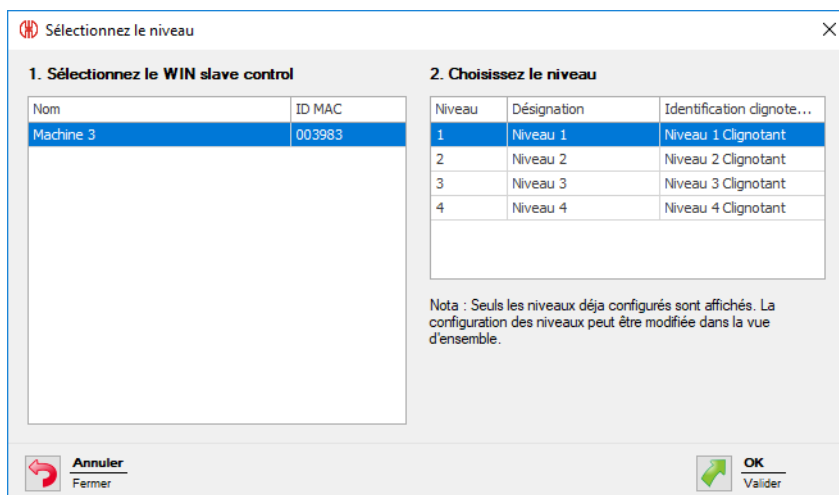 Sélectionnez le niveau
1. Sélectionnez le WIN slave control
Nom ID MAC
Machine 3 003983
2. Choisissez le niveau
Niveau Désignation Identification clignote...
1 Niveau 1 Niveau 1 Clignotant
2 Niveau 2 Niveau 2 Clignotant
3 Niveau 3 Niveau 3 Clignotant
4 Niveau 4 Niveau 4 Clignotant
Nota : Seuls les niveaux déja configurés sont affichés. La
configuration des niveaux peut être modifiée dans la vue
d'ensemble.
Annuler
Fermer
OK
Valider